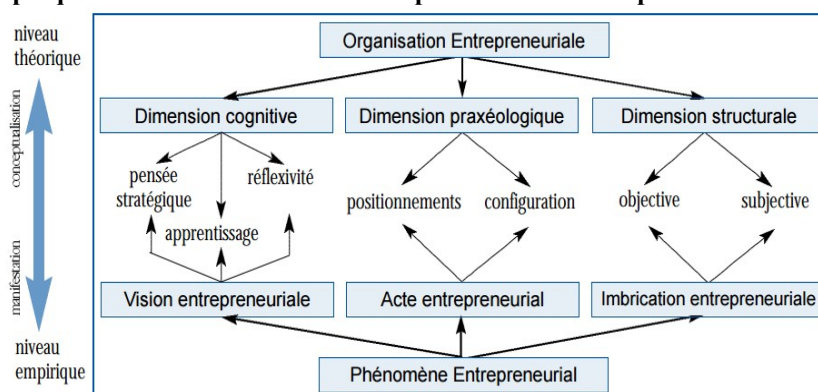 niveau
théorique
Organisation Entrepreneuriale
conceptualisation
Dimension cognitive
Dimension praxéologique
Dimension structurale
pensée
stratégique
réflexivité
apprentissage
positionnements
configuration
objective
subjective
manifestation
Vision entrepreneuriale
Acte entrepreneurial
Imbrication entrepreneuriale
niveau
empirique
Phénomène Entrepreneurial